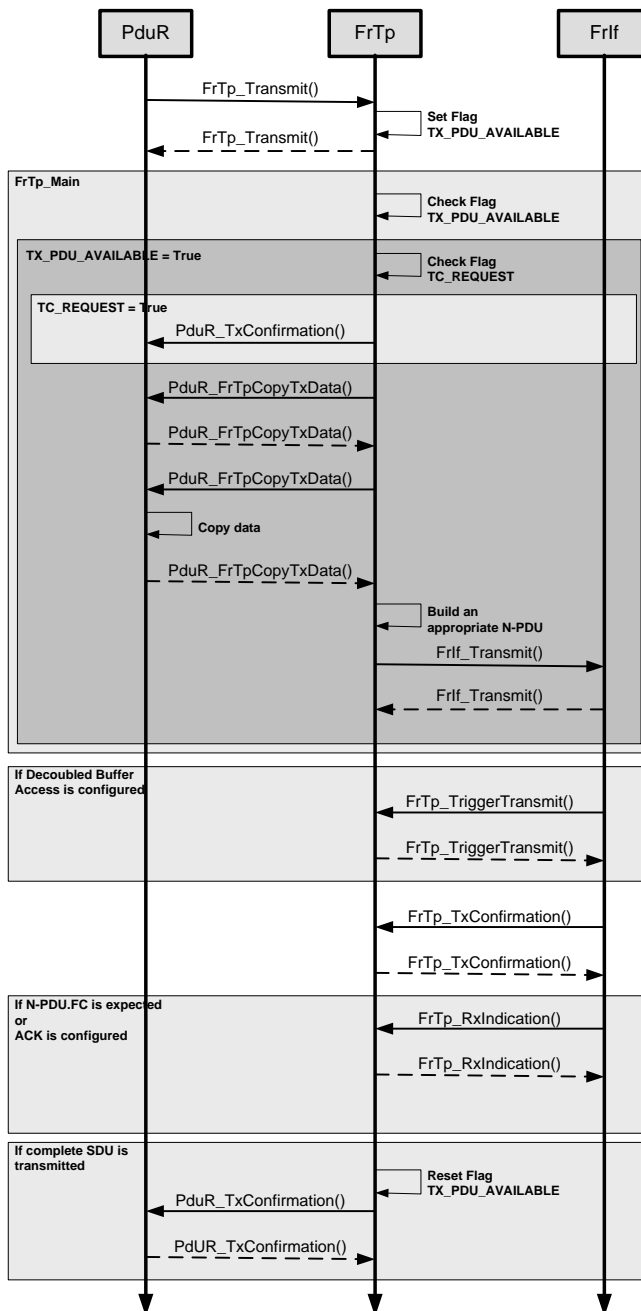 PduR
FrTp
FrIf
FrTp_Transmit()
Set Flag
TX_PDU_AVAILABLE
FrTp_Transmit()
FrTp_Main
Check Flag
TX_PDU_AVAILABLE
TX_PDU_AVAILABLE = True
Check Flag
TC_REQUEST
TC_REQUEST = True
PduR_TxConfirmation()
PduR_FrTpCopyTxData()
PduR_FrTpCopyTxData()
PduR_FrTpCopyTxData()
Copy data
PduR_FrTpCopyTxData()
Build an
appropriate N-PDU
FrIf_Transmit()
FrIf_Transmit()
If Decoubled Buffer
Access is configured
FrTp_TriggerTransmit()
FrTp_TriggerTransmit()
FrTp_TxConfirmation()
FrTp_TxConfirmation()
If N-PDU.FC is expected
or
ACK is configured
FrTp_RxIndication()
FrTp_RxIndication()
If complete SDU is
transmitted
Reset Flag
TX_PDU_AVAILABLE
PduR_TxConfirmation()
PdUR_TxConfirmation()